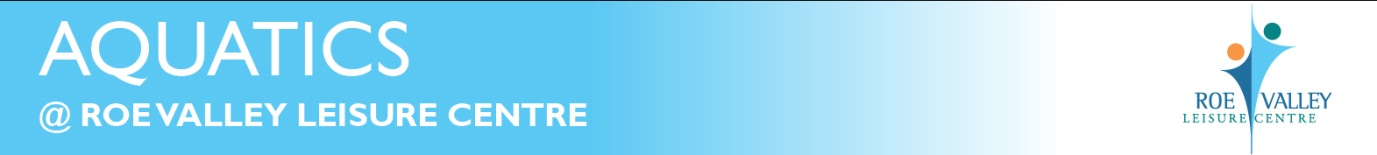 AQUATICS
@ ROE VALLEY LEISURE CENTRE
ROE VALLEY
LEISURE CENTRE